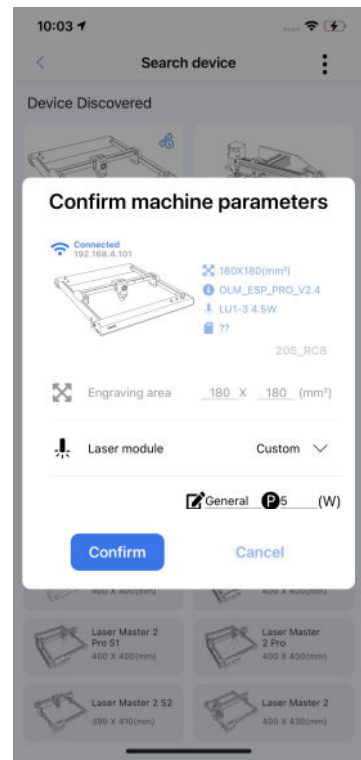 10:03
Search device
Device Discovered
Confirm machine parameters
Connected
192.168.4.101
180X180(mm²)
OLM_ESP_PRO_V2.4
LU1-3 4.5W
??
205_RC8
Engraving area 180 X 180 (mm²)
Laser module Custom
General P 5 (W)
Confirm Cancel
400 X 400(mm) 400 X 400(mm)
Laser Master 2
Pro S1
400 X 400(mm)
Laser Master
2 Pro
400 X 400(mm)
Laser Master 2 S2
390 X 410(mm)
Laser Master 2
400 X 430(mm)